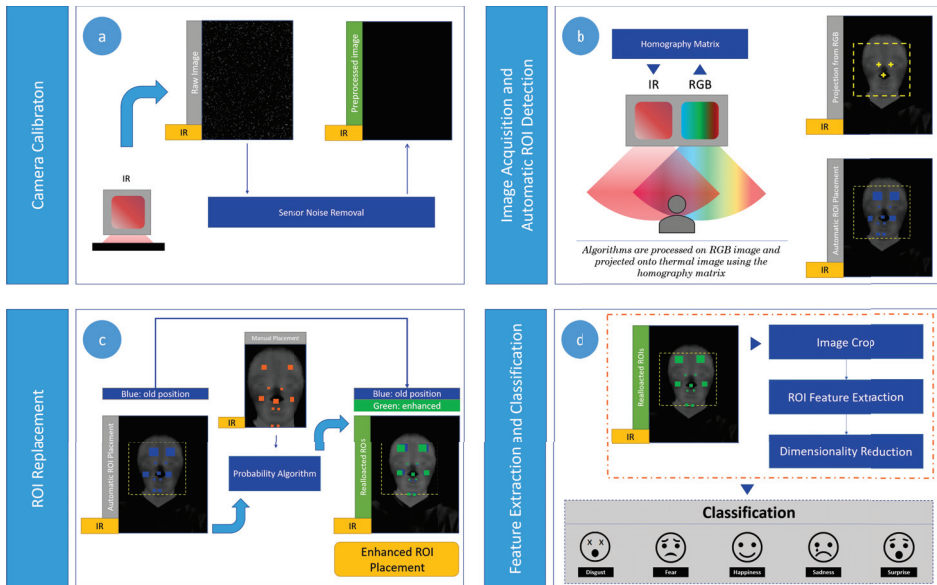 Camera Calibraton
a
Raw Image
IR
Preprocessed image
IR
IR
Sensor Noise Removal
Image Acquisition and
Automatic ROI Detection
b
Homography Matrix
IR
RGB
Algorithms are processed on RGB image and
projected onto thermal image using the
homography matrix
Projection from RGB
IR
Automatic ROI Placement
IR
ROI Replacement
c
Blue: old position
Automatic ROI Placement
IR
Manual Placement
IR
Probability Algorithm
Blue: old position
Green: enhanced
Realloacted ROs
IR
Enhanced ROI
Placement
Feature Extraction and Classification
d
Realloacted ROIs
IR
Image Crop
ROI Feature Extraction
Dimensionality Reduction
Classification
x x
Disgust
Fear
Happiness
Sadness
Surprise